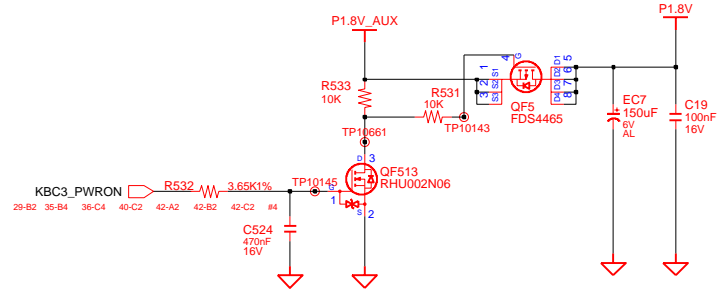 P1.8V_AUX
P1.8V
R533
10K
R531
10K
TP10661
TP10143
1
2
3
S1
S2
S3
4
G
D1
D2
D3
D4
5
6
7
8
QF5
FDS4465
EC7
150uF
6V
AL
C19
100nF
16V
KBC3_PWRON
R532
3.65K1%
29-B2 35-B4 36-C4 40-C2 42-A2 42-B2 42-C2 #4
TP10145
G
1
D
3
S
2
QF513
RHU002N06
C524
470nF
16V